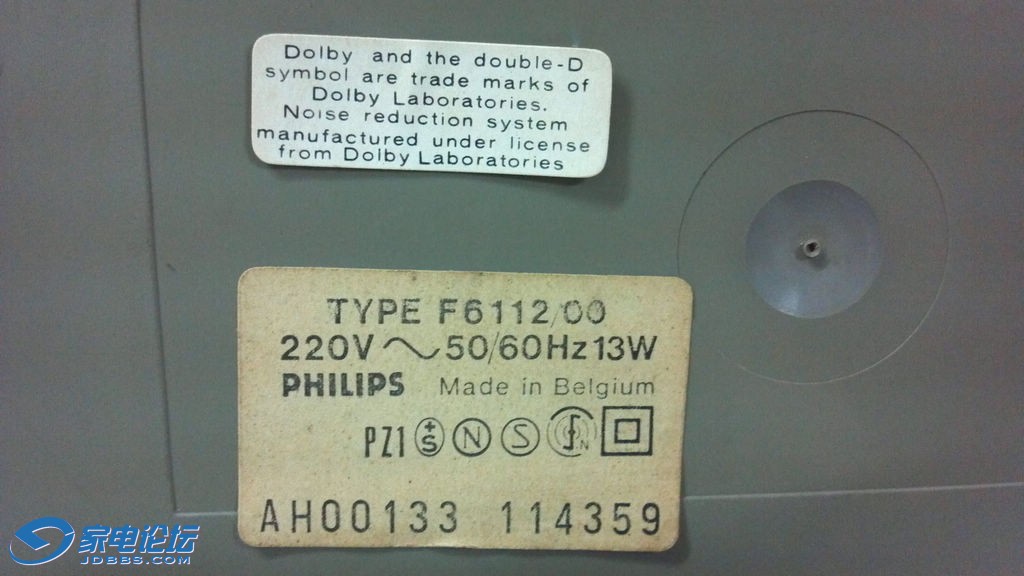 Dolby and the double-D
symbol are trade marks of
Dolby Laboratories.
Noise reduction system
manufactured under license
from Dolby Laboratories
TYPE F6112/00
220V ~ 50/60Hz 13W
PHILIPS Made in Belgium
PZ1 +S N S N
AH00133 114359
家电论坛
JDBBS.COM